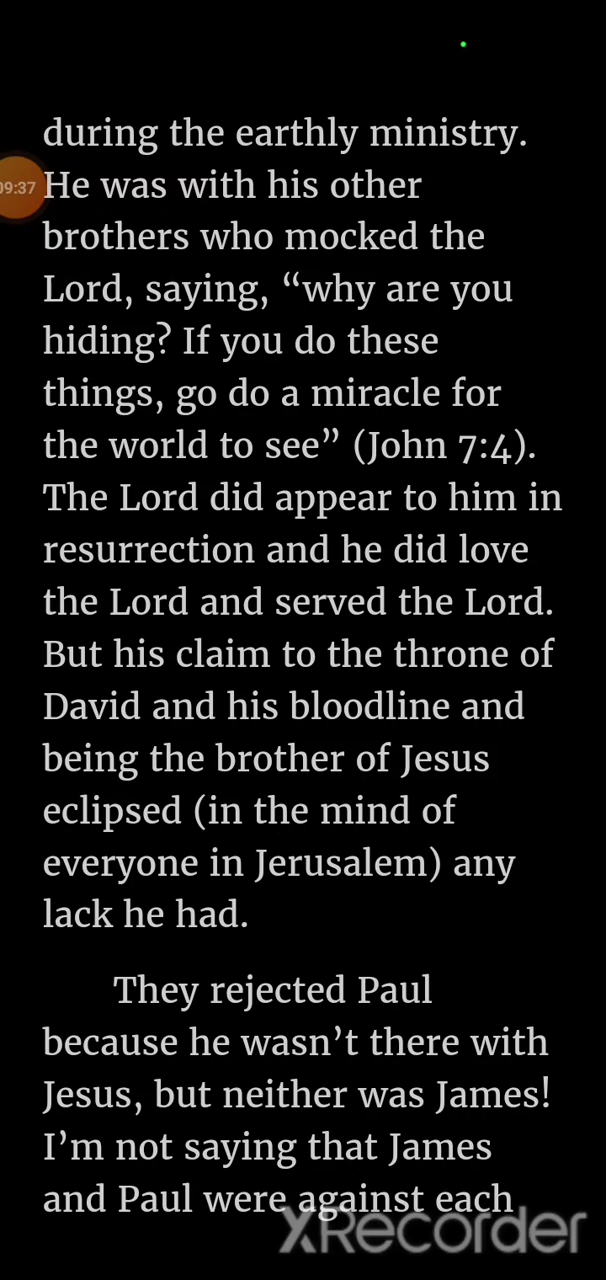 during the earthly ministry.
09:37
He was with his other
brothers who mocked the
Lord, saying, “why are you
hiding? If you do these
things, go do a miracle for
the world to see” (John 7:4).
The Lord did appear to him in
resurrection and he did love
the Lord and served the Lord.
But his claim to the throne of
David and his bloodline and
being the brother of Jesus
eclipsed (in the mind of
everyone in Jerusalem) any
lack he had.
They rejected Paul
because he wasn’t there with
Jesus, but neither was James!
I’m not saying that James
and Paul were against each
XRecorder